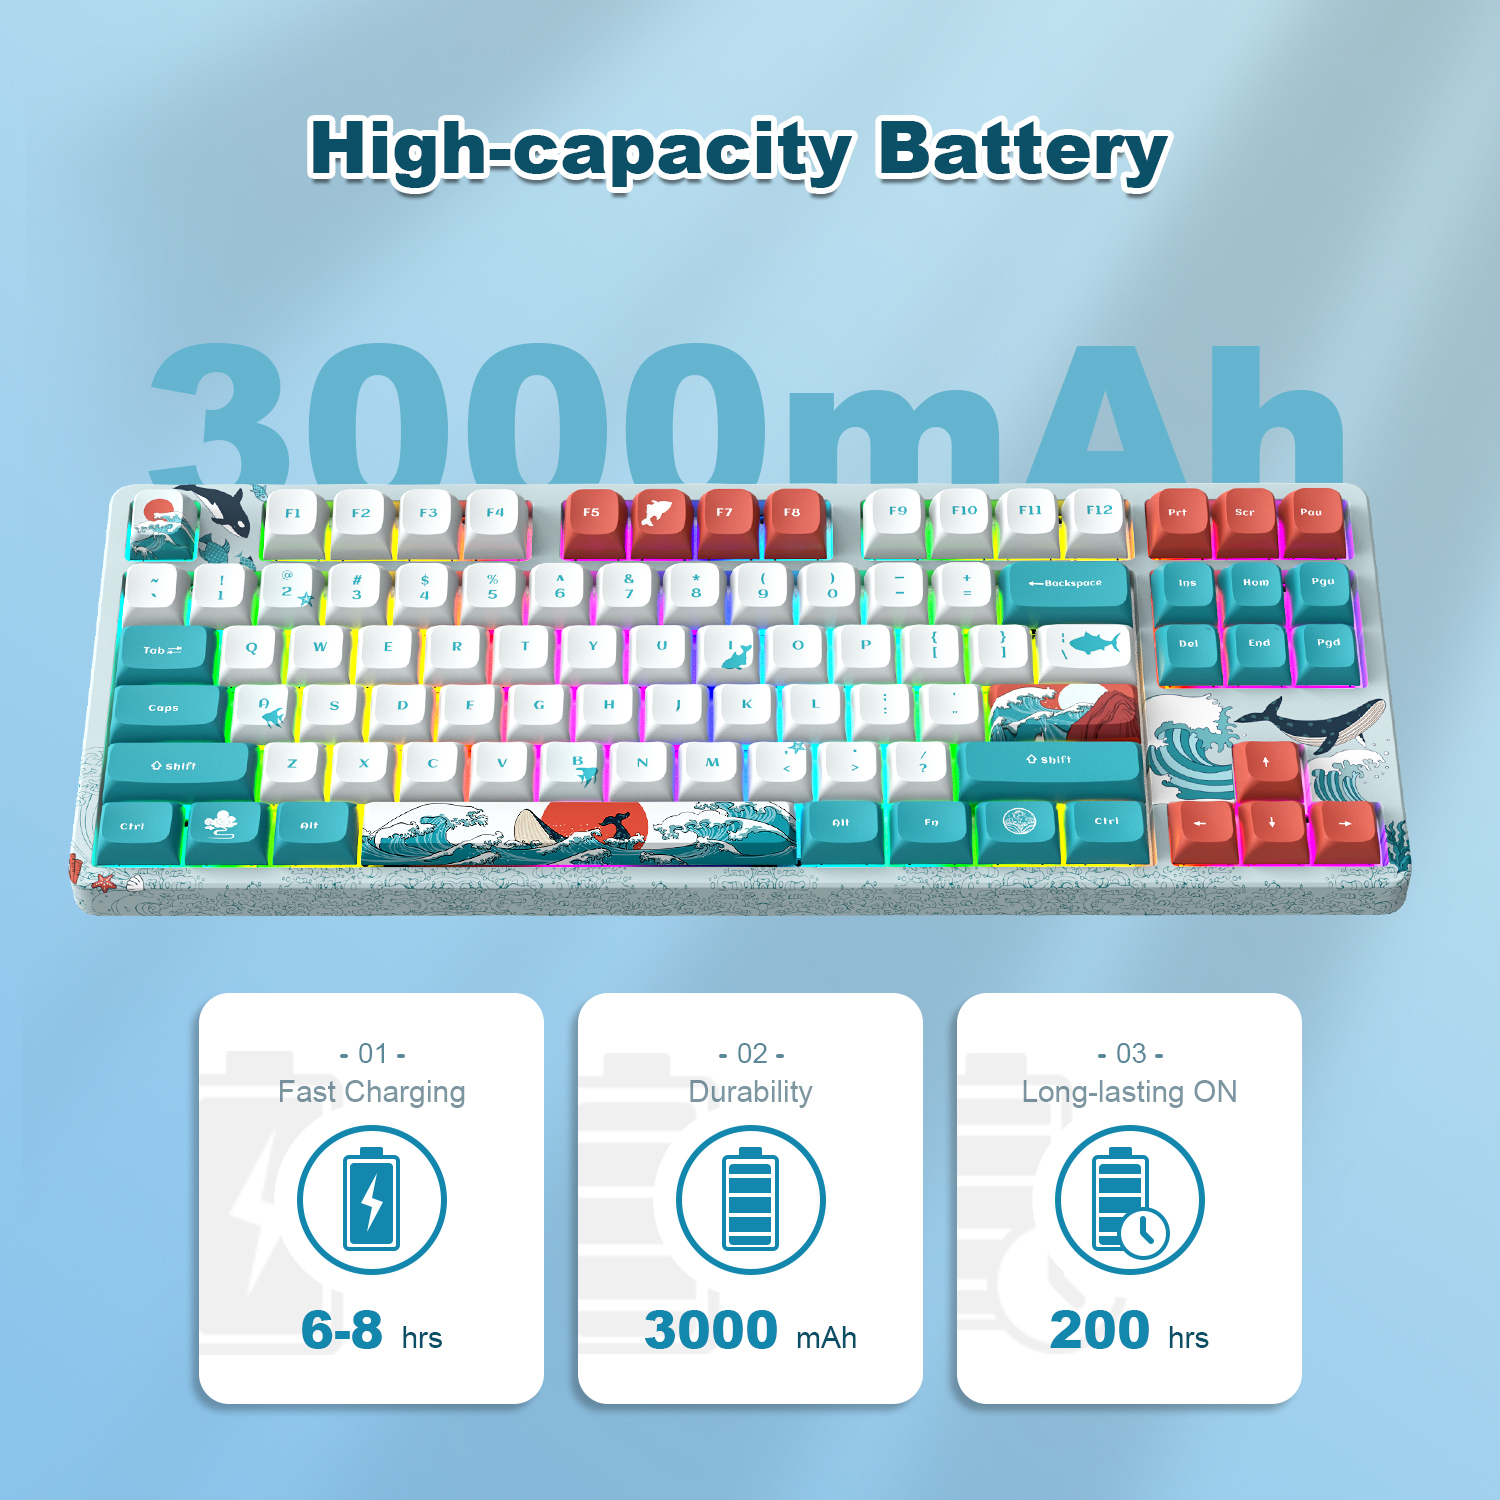 High-capacity Battery
3000mAh
F1 F2 F3 F4 F5 F7 F8 F9 F10 F11 F12 Prt Scr Pau
~ ! @ # $ % ^ & * ( ) — + ←Backspace Ins Hom Pgu
` 1 2 3 4 5 6 7 8 9 0 - =
Tab Q W E R T Y U I O P { } ¦ Del End Pgd
[ ] \
Caps A S D F G H J K L : ; ' "
Shift Z X C V B N M , < . > / ? Shift ↑
Ctrl Alt Alt Fn Ctrl ← ↓ →
- 01 -
Fast Charging
6-8 hrs
- 02 -
Durability
3000 mAh
- 03 -
Long-lasting ON
200 hrs